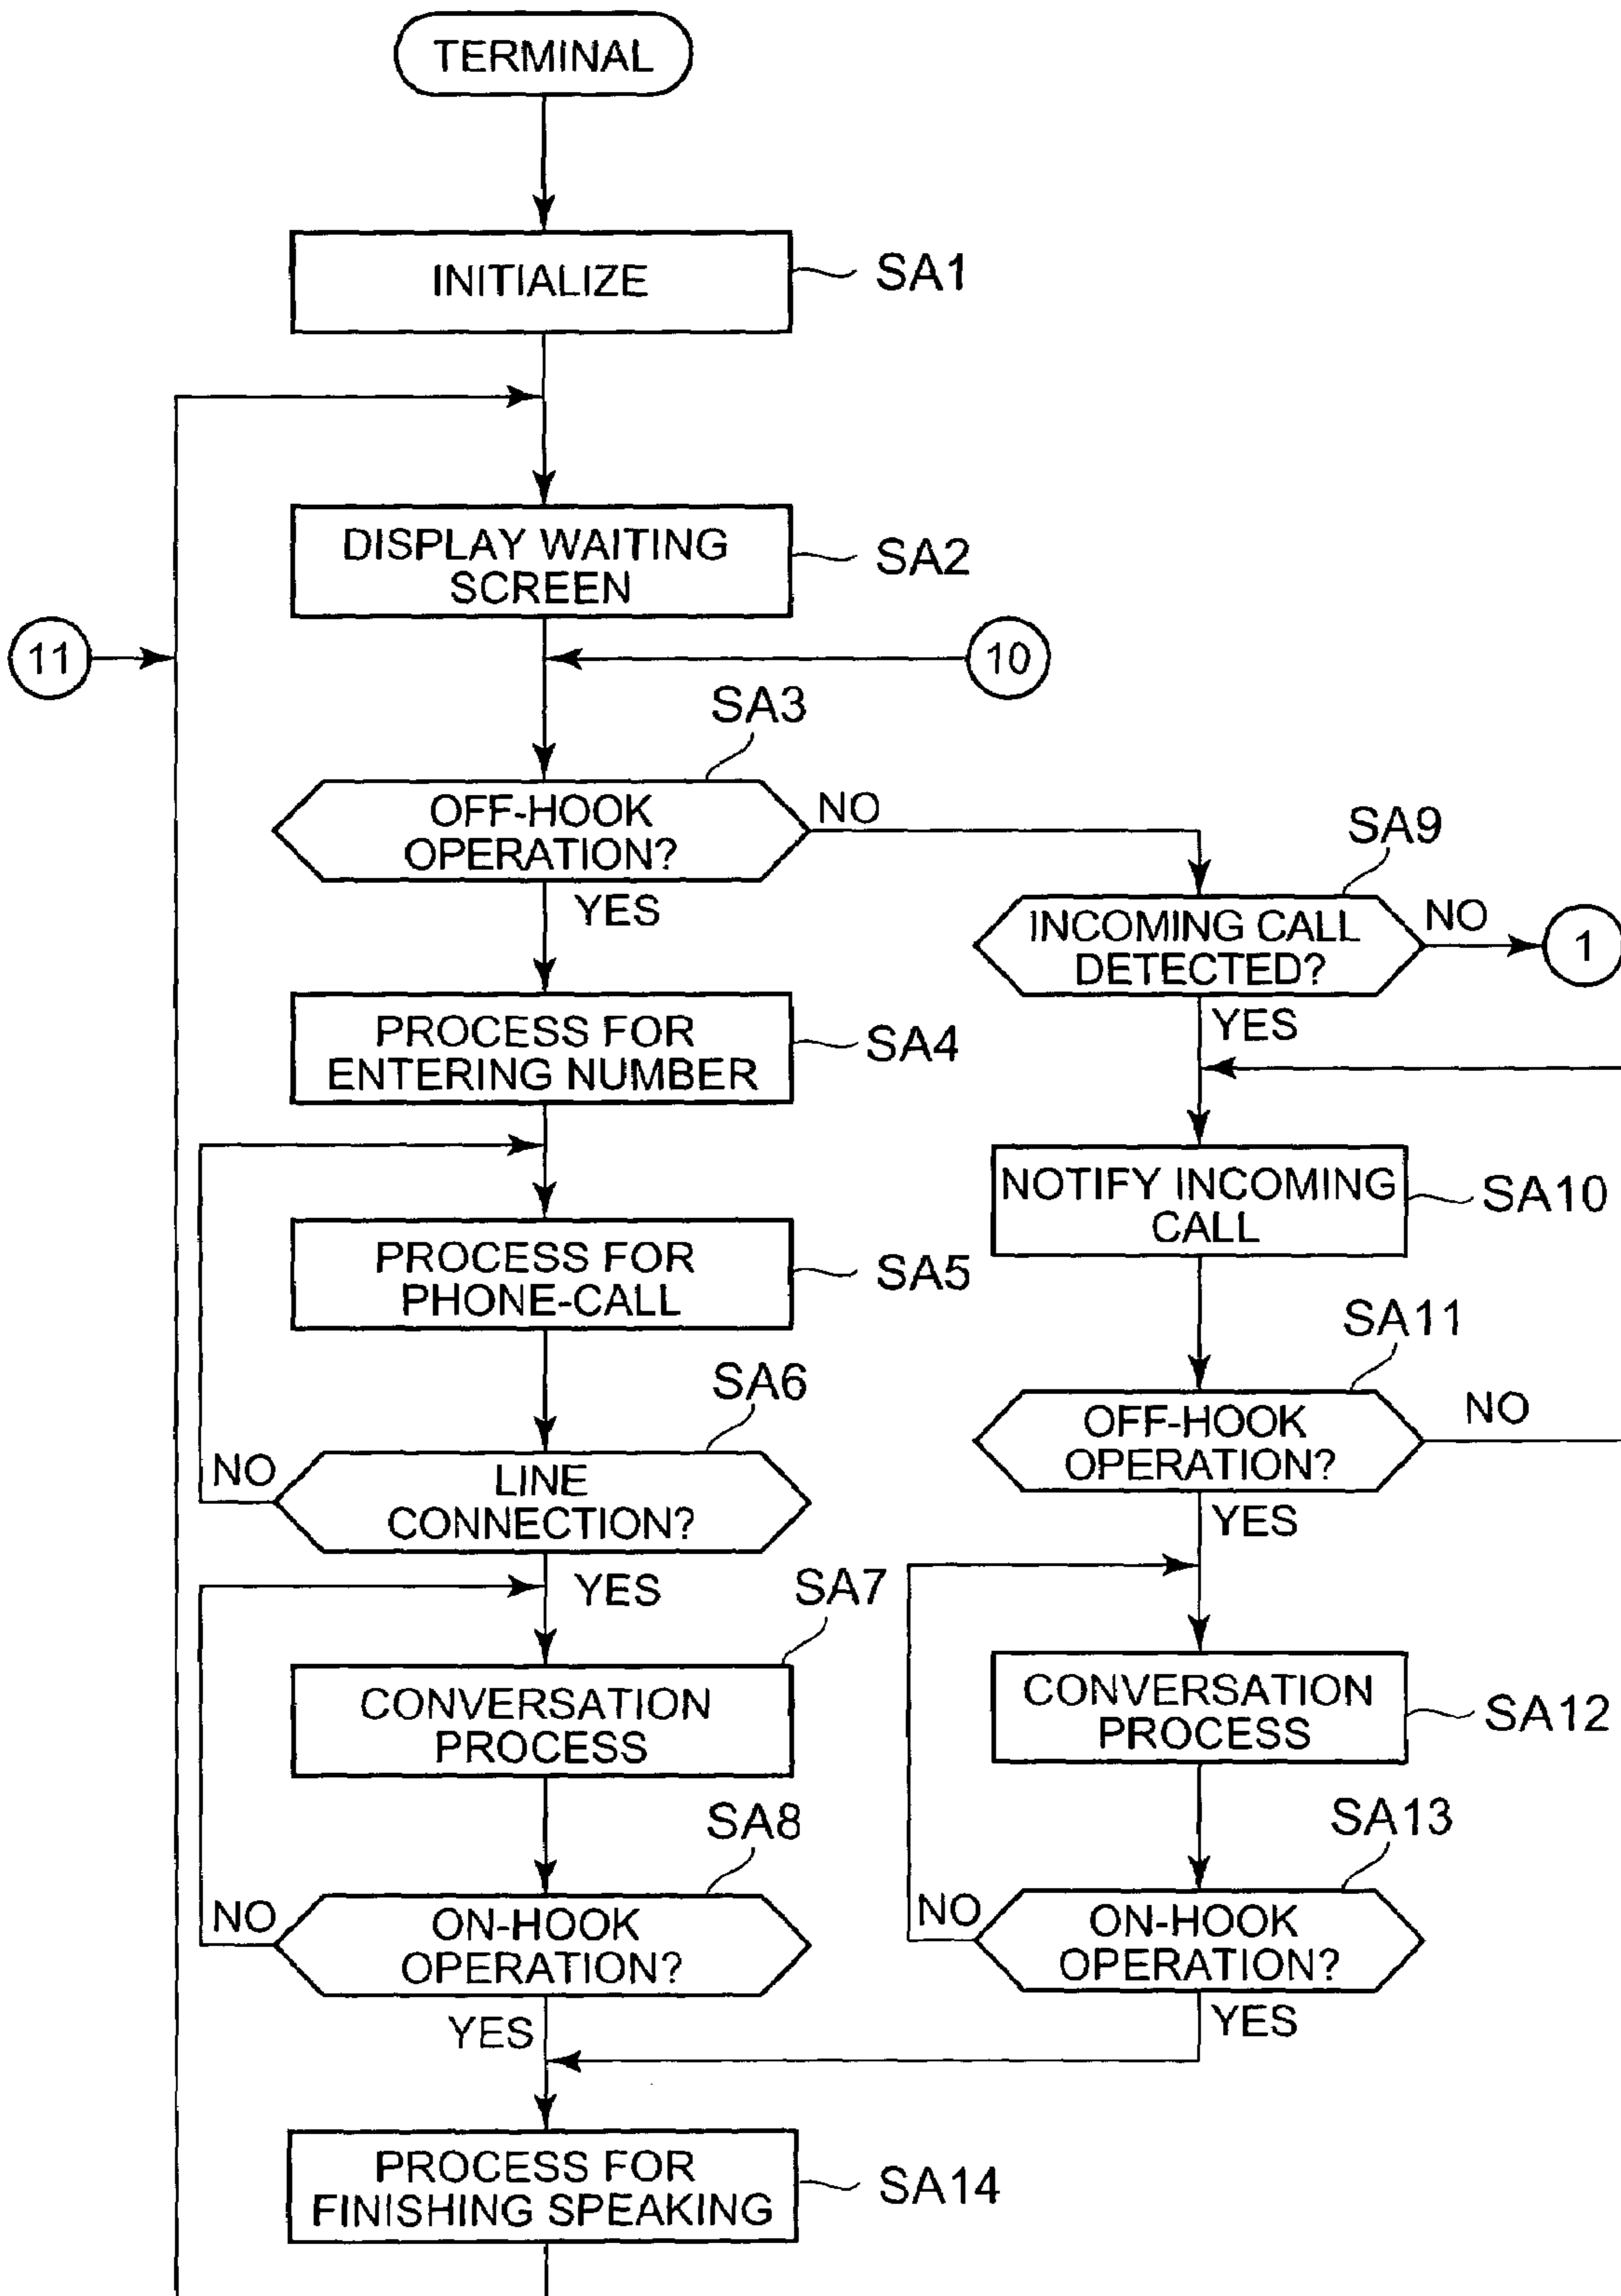 TERMINAL
INITIALIZE
SA1
DISPLAY WAITING
SCREEN
SA2
11
10
SA3
OFF-HOOK
OPERATION?
NO
YES
SA9
INCOMING CALL
DETECTED?
NO
1
YES
PROCESS FOR
ENTERING NUMBER
SA4
NOTIFY INCOMING
CALL
SA10
PROCESS FOR
PHONE-CALL
SA5
SA11
OFF-HOOK
OPERATION?
NO
YES
SA6
LINE
CONNECTION?
NO
YES
SA7
CONVERSATION
PROCESS
CONVERSATION
PROCESS
SA12
SA8
ON-HOOK
OPERATION?
NO
YES
SA13
ON-HOOK
OPERATION?
NO
YES
PROCESS FOR
FINISHING SPEAKING
SA14